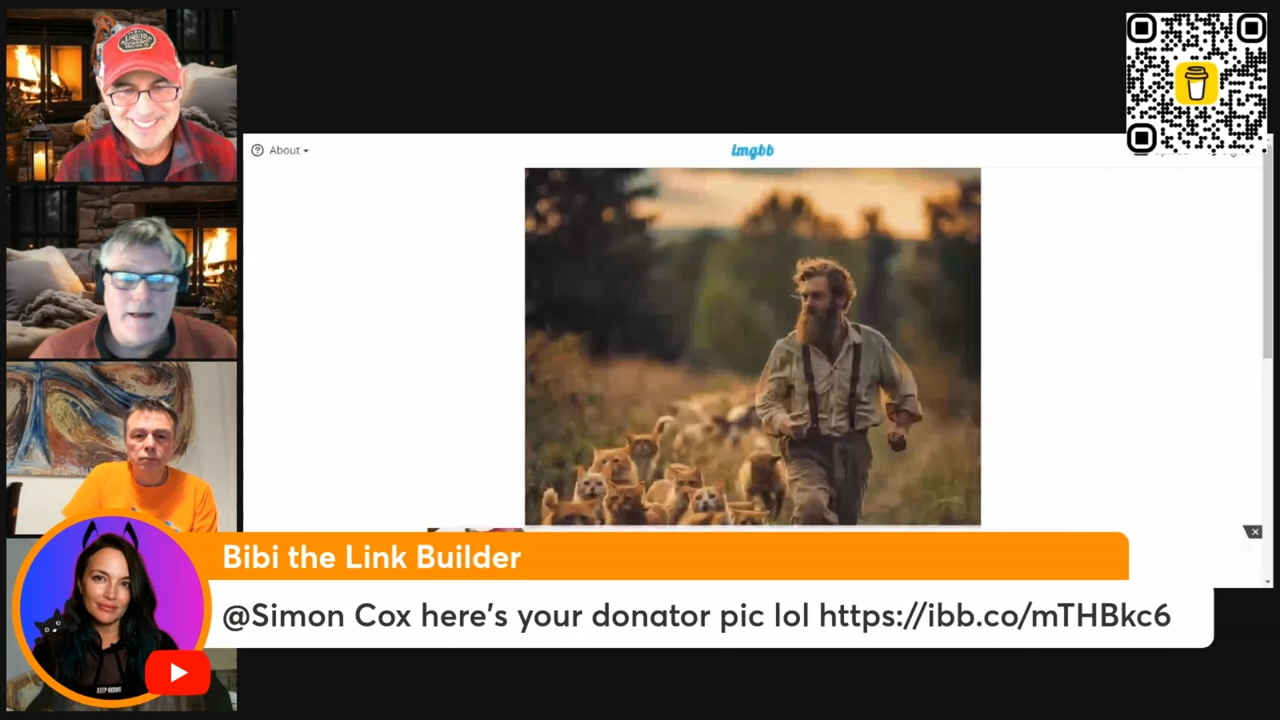 About
imgbb
Bibi the Link Builder
@Simon Cox here's your donator pic lol https://ibb.co/mTHBkc6